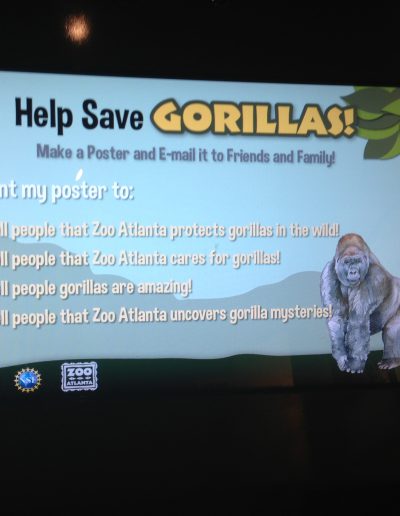 Help Save GORILLAS!
Make a Poster and E-mail it to Friends and Family!
nt my poster to:
ll people that Zoo Atlanta protects gorillas in the wild!
ll people that Zoo Atlanta cares for gorillas!
ll people gorillas are amazing!
ll people that Zoo Atlanta uncovers gorilla mysteries!
ZOO
ATLANTA